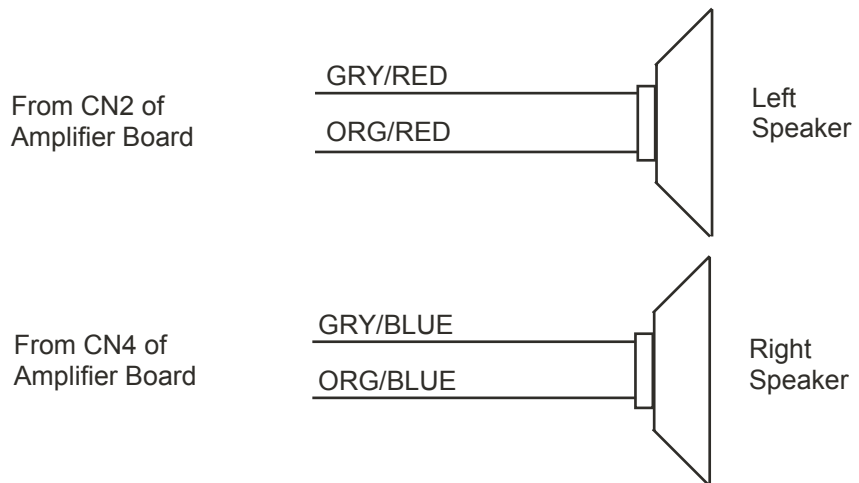 From CN2 of
Amplifier Board
GRY/RED
ORG/RED
Left
Speaker
From CN4 of
Amplifier Board
GRY/BLUE
ORG/BLUE
Right
Speaker